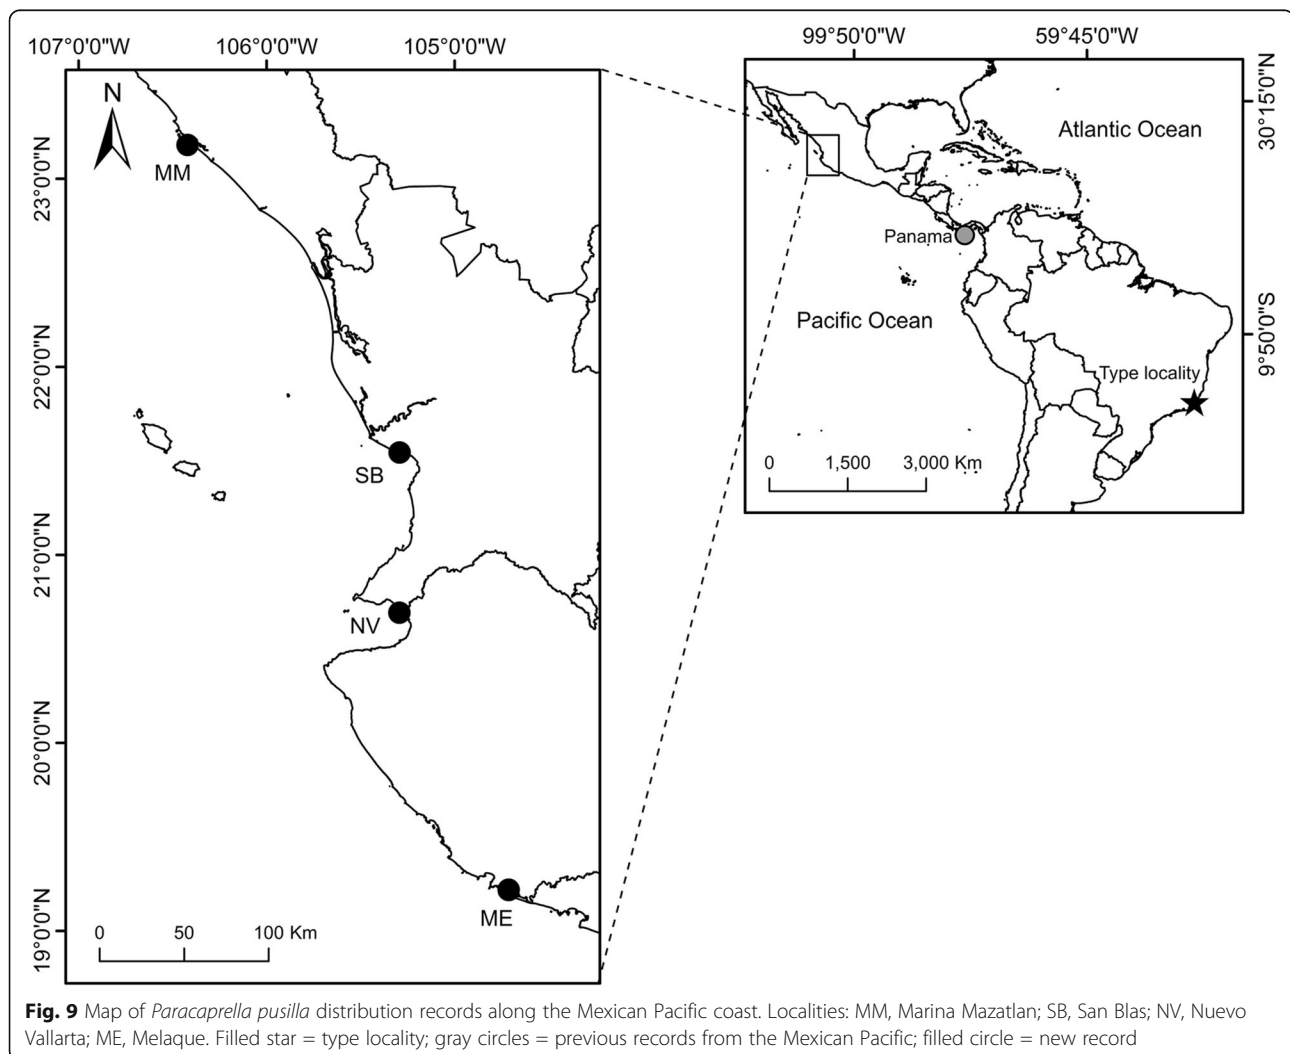 107°0'0"W 106°0'0"W 105°0'0"W
N
23°0'0"N
22°0'0"N
21°0'0"N
20°0'0"N
19°0'0"N
MM
SB
NV
ME
0 50 100 Km
99°50'0"W 59°45'0"W
30°15'0"N
9°50'0"S
Atlantic Ocean
Panama
Pacific Ocean
Type locality
0 1,500 3,000 Km
Fig. 9 Map of Paracaprella pusilla distribution records along the Mexican Pacific coast. Localities: MM, Marina Mazatlan; SB, San Blas; NV, Nuevo
Vallarta; ME, Melaque. Filled star = type locality; gray circles = previous records from the Mexican Pacific; filled circle = new record